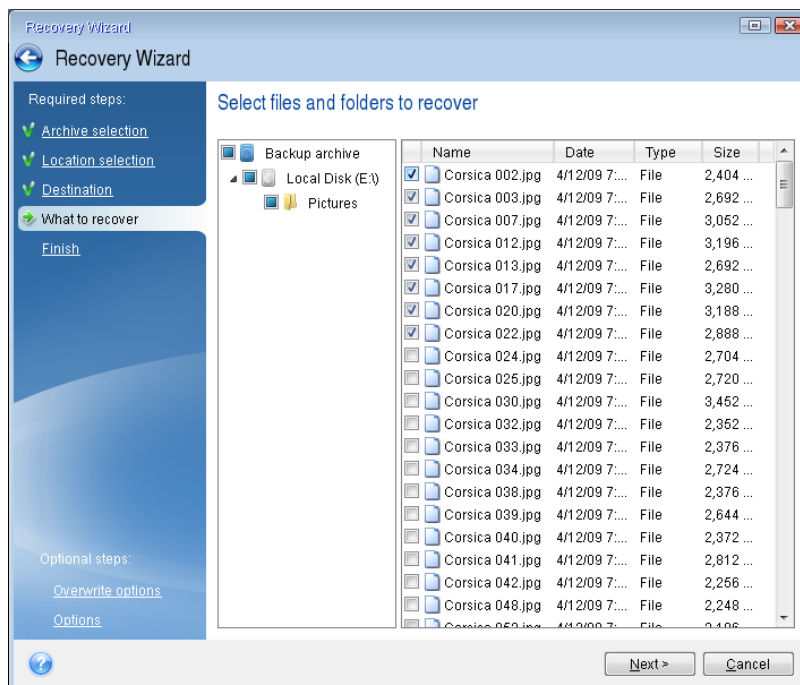 Recovery Wizard
Recovery Wizard
Required steps:
Archive selection
Location selection
Destination
What to recover
Finish
Optional steps:
Overwrite options
Options
Select files and folders to recover
Backup archive
Local Disk (E:\)
Pictures
Name Date Type Size
Corsica 002.jpg 4/12/09 7:... File 2,404 ...
Corsica 003.jpg 4/12/09 7:... File 2,692 ...
Corsica 007.jpg 4/12/09 7:... File 3,052 ...
Corsica 012.jpg 4/12/09 7:... File 3,196 ...
Corsica 013.jpg 4/12/09 7:... File 2,692 ...
Corsica 017.jpg 4/12/09 7:... File 3,280 ...
Corsica 020.jpg 4/12/09 7:... File 3,188 ...
Corsica 022.jpg 4/12/09 7:... File 2,888 ...
Corsica 024.jpg 4/12/09 7:... File 2,704 ...
Corsica 025.jpg 4/12/09 7:... File 2,720 ...
Corsica 030.jpg 4/12/09 7:... File 3,452 ...
Corsica 032.jpg 4/12/09 7:... File 2,352 ...
Corsica 033.jpg 4/12/09 7:... File 2,376 ...
Corsica 034.jpg 4/12/09 7:... File 2,724 ...
Corsica 038.jpg 4/12/09 7:... File 2,376 ...
Corsica 039.jpg 4/12/09 7:... File 2,644 ...
Corsica 040.jpg 4/12/09 7:... File 2,372 ...
Corsica 041.jpg 4/12/09 7:... File 2,812 ...
Corsica 042.jpg 4/12/09 7:... File 2,256 ...
Corsica 048.jpg 4/12/09 7:... File 2,248 ...
Next >
Cancel